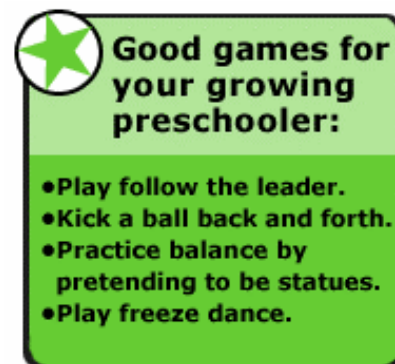 Good games for
your growing
preschooler:
•Play follow the leader.
•Kick a ball back and forth.
•Practice balance by
pretending to be statues.
•Play freeze dance.